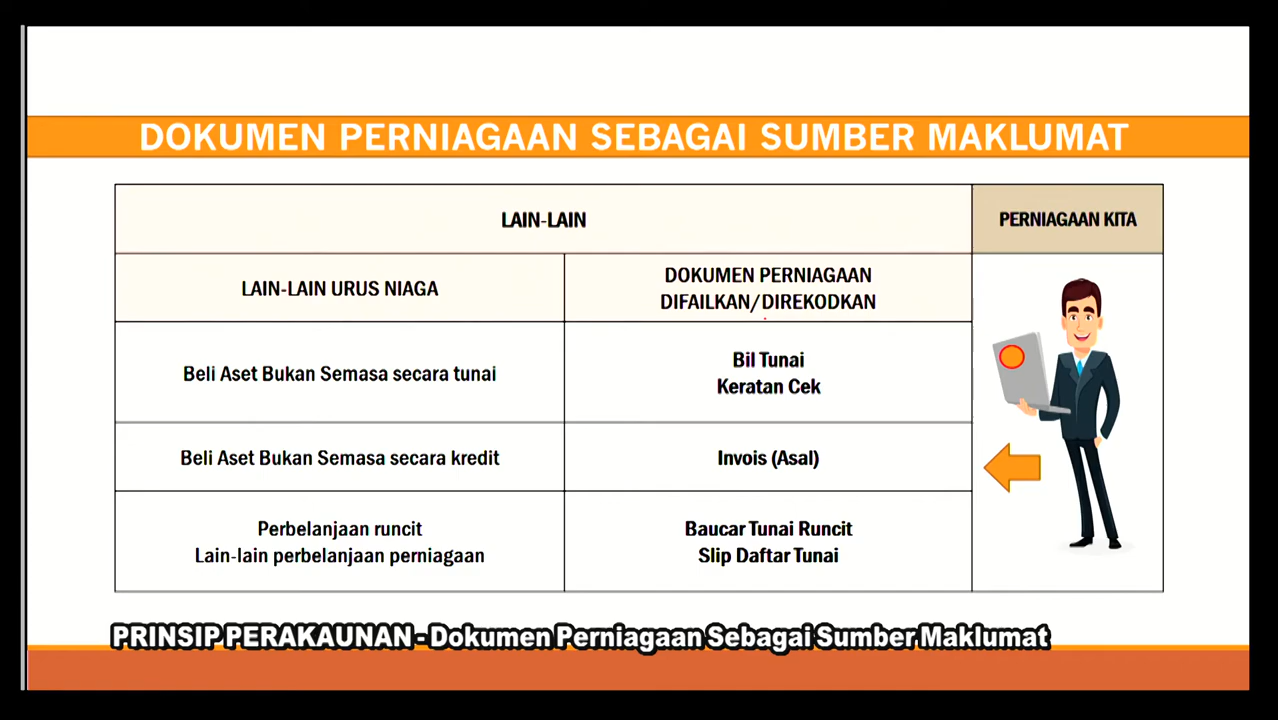 DOKUMEN PERNIAGAAN SEBAGAI SUMBER MAKLUMAT
LAIN-LAIN
PERNIAGAAN KITA
LAIN-LAIN URUS NIAGA
DOKUMEN PERNIAGAAN
DIFAILKAN/DIREKODKAN
Beli Aset Bukan Semasa secara tunai
Bil Tunai
Keratan Cek
Beli Aset Bukan Semasa secara kredit
Invois (Asal)
Perbelanjaan runcit
Lain-lain perbelanjaan perniagaan
Baucar Tunai Runcit
Slip Daftar Tunai
PRINSIP PERAKAUNAN - Dokumen Perniagaan Sebagai Sumber Maklumat